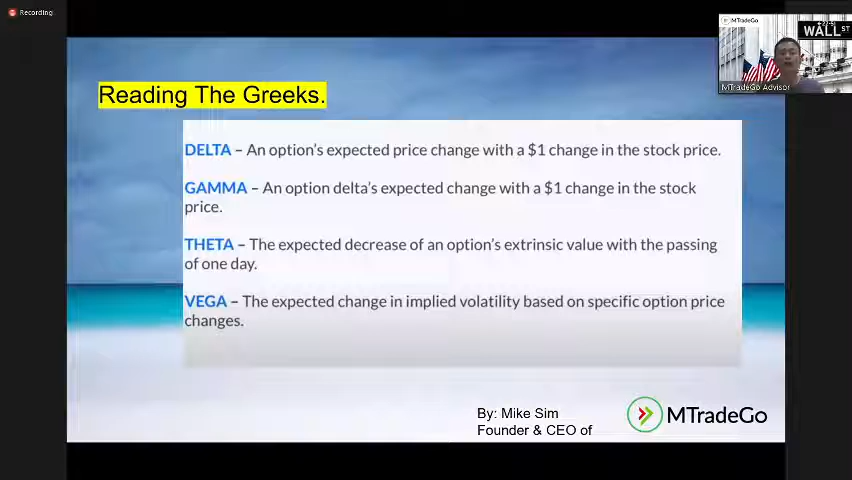 Recording
MTradeGo
WALL ST
MTradeGo Advisor
Reading The Greeks.
DELTA – An option's expected price change with a $1 change in the stock price.
GAMMA – An option delta's expected change with a $1 change in the stock
price.
THETA – The expected decrease of an option's extrinsic value with the passing
of one day.
VEGA – The expected change in implied volatility based on specific option price
changes.
By: Mike Sim
Founder & CEO of
MTradeGo